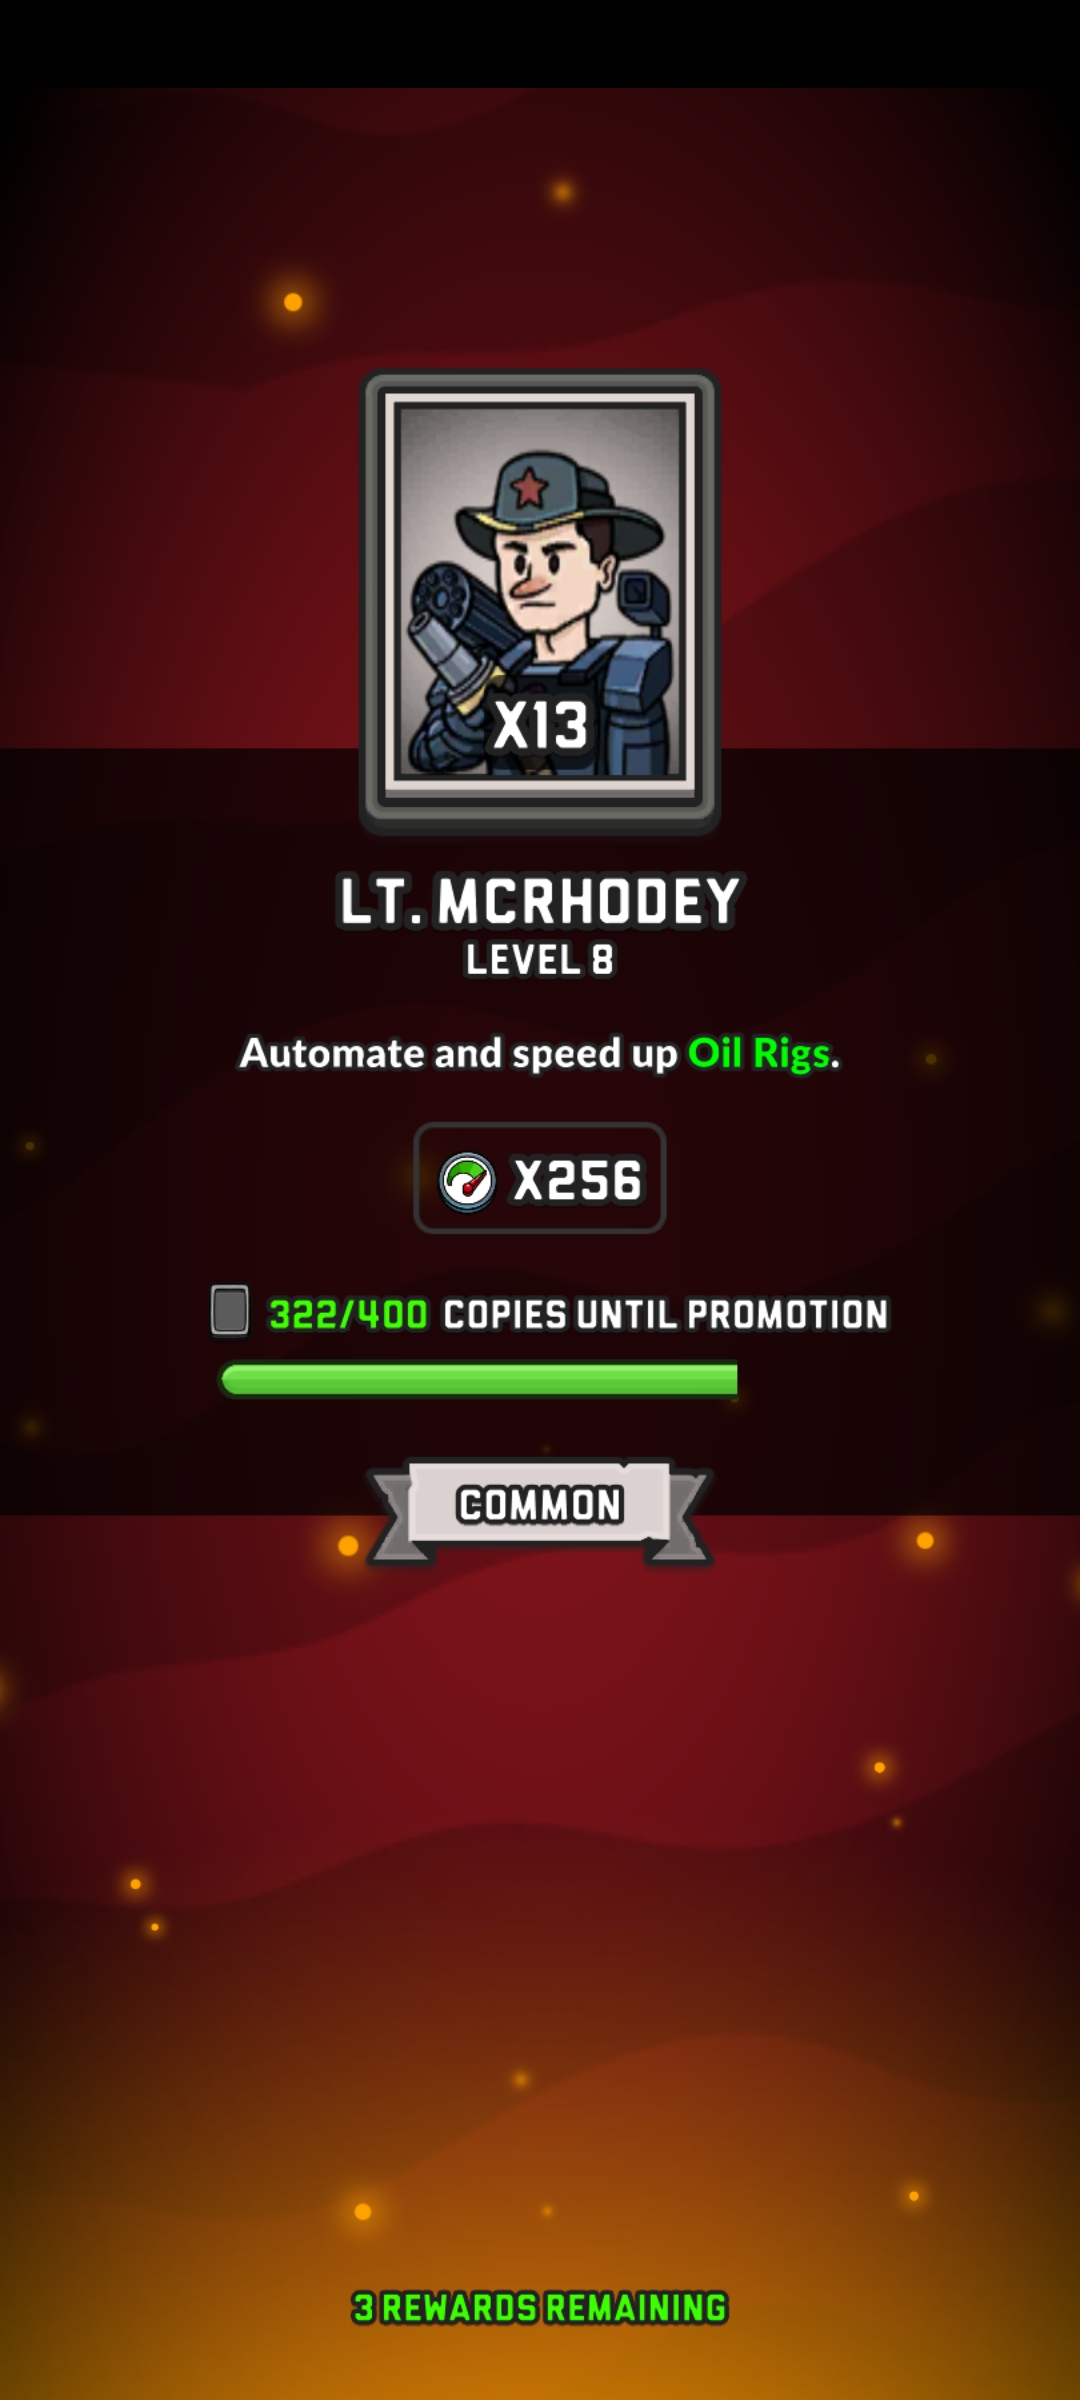 X13
LT. MCRHODEY
LEVEL 8
Automate and speed up Oil Rigs.
X256
322/400 COPIES UNTIL PROMOTION
COMMON
3 REWARDS REMAINING